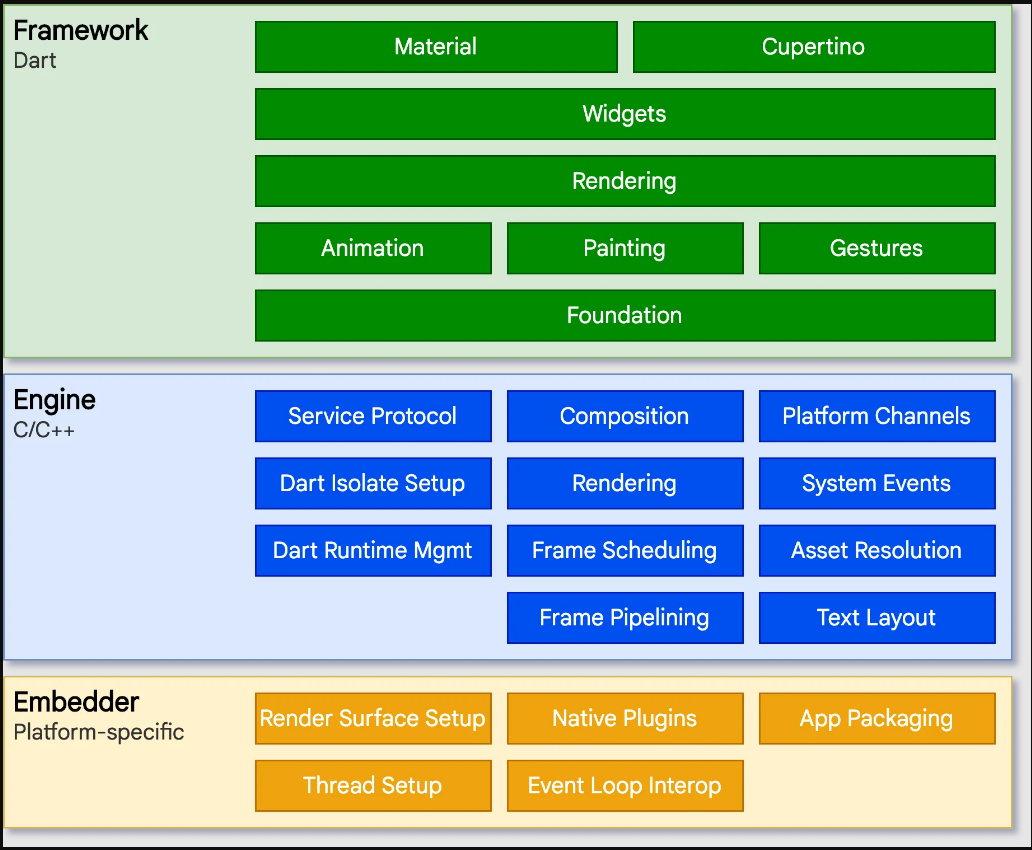 Framework
Dart
Material
Cupertino
Widgets
Rendering
Animation
Painting
Gestures
Foundation
Engine
C/C++
Service Protocol
Composition
Platform Channels
Dart Isolate Setup
Rendering
System Events
Dart Runtime Mgmt
Frame Scheduling
Asset Resolution
Frame Pipelining
Text Layout
Embedder
Platform-specific
Render Surface Setup
Native Plugins
App Packaging
Thread Setup
Event Loop Interop